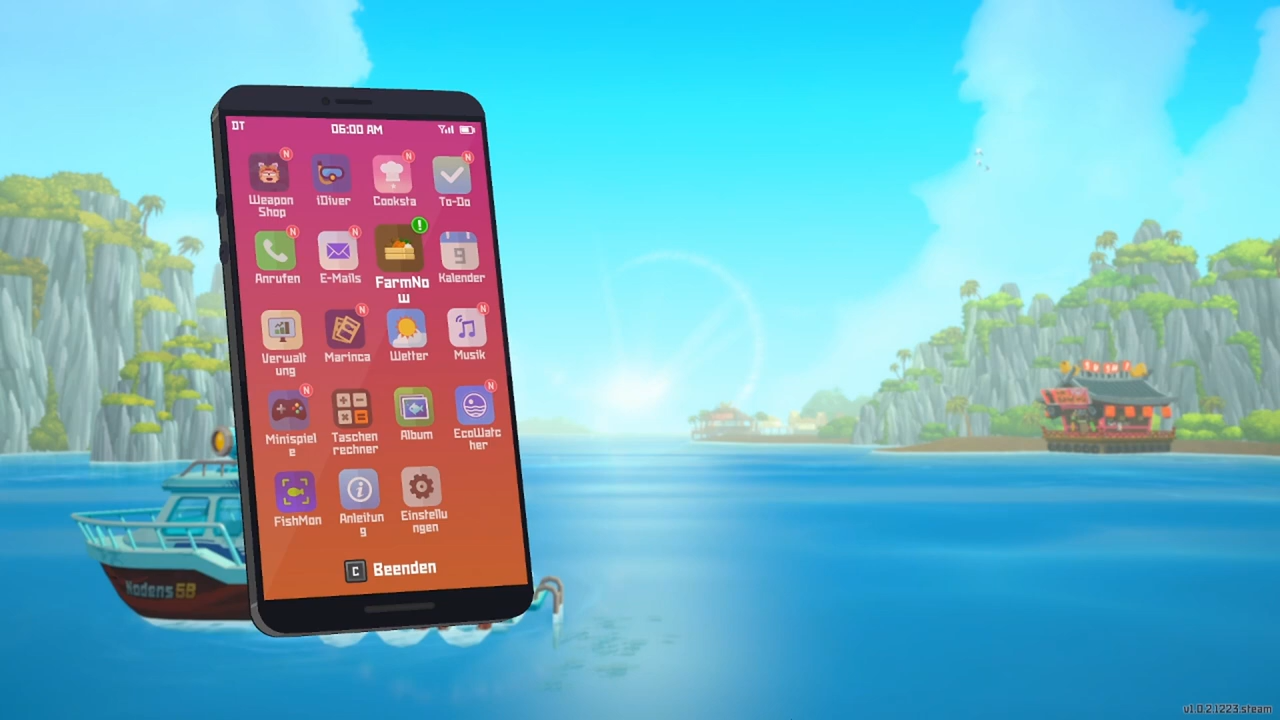 DT
06:00 AM
N
N
N
Weapon
Shop
iDiver
Cooksta
To-Do
N
N
!
9
Anrufen
E-Mails
FarmNo
w
Kalender
N
N
Verwalt
ung
Marinca
Wetter
Musik
N
N
Minispiel
e
Taschen
rechner
Album
EcoWatc
her
FishMon
Anleitun
g
Einstellu
ngen
C Beenden
Nodens 58
v1.0.2.1223.steam